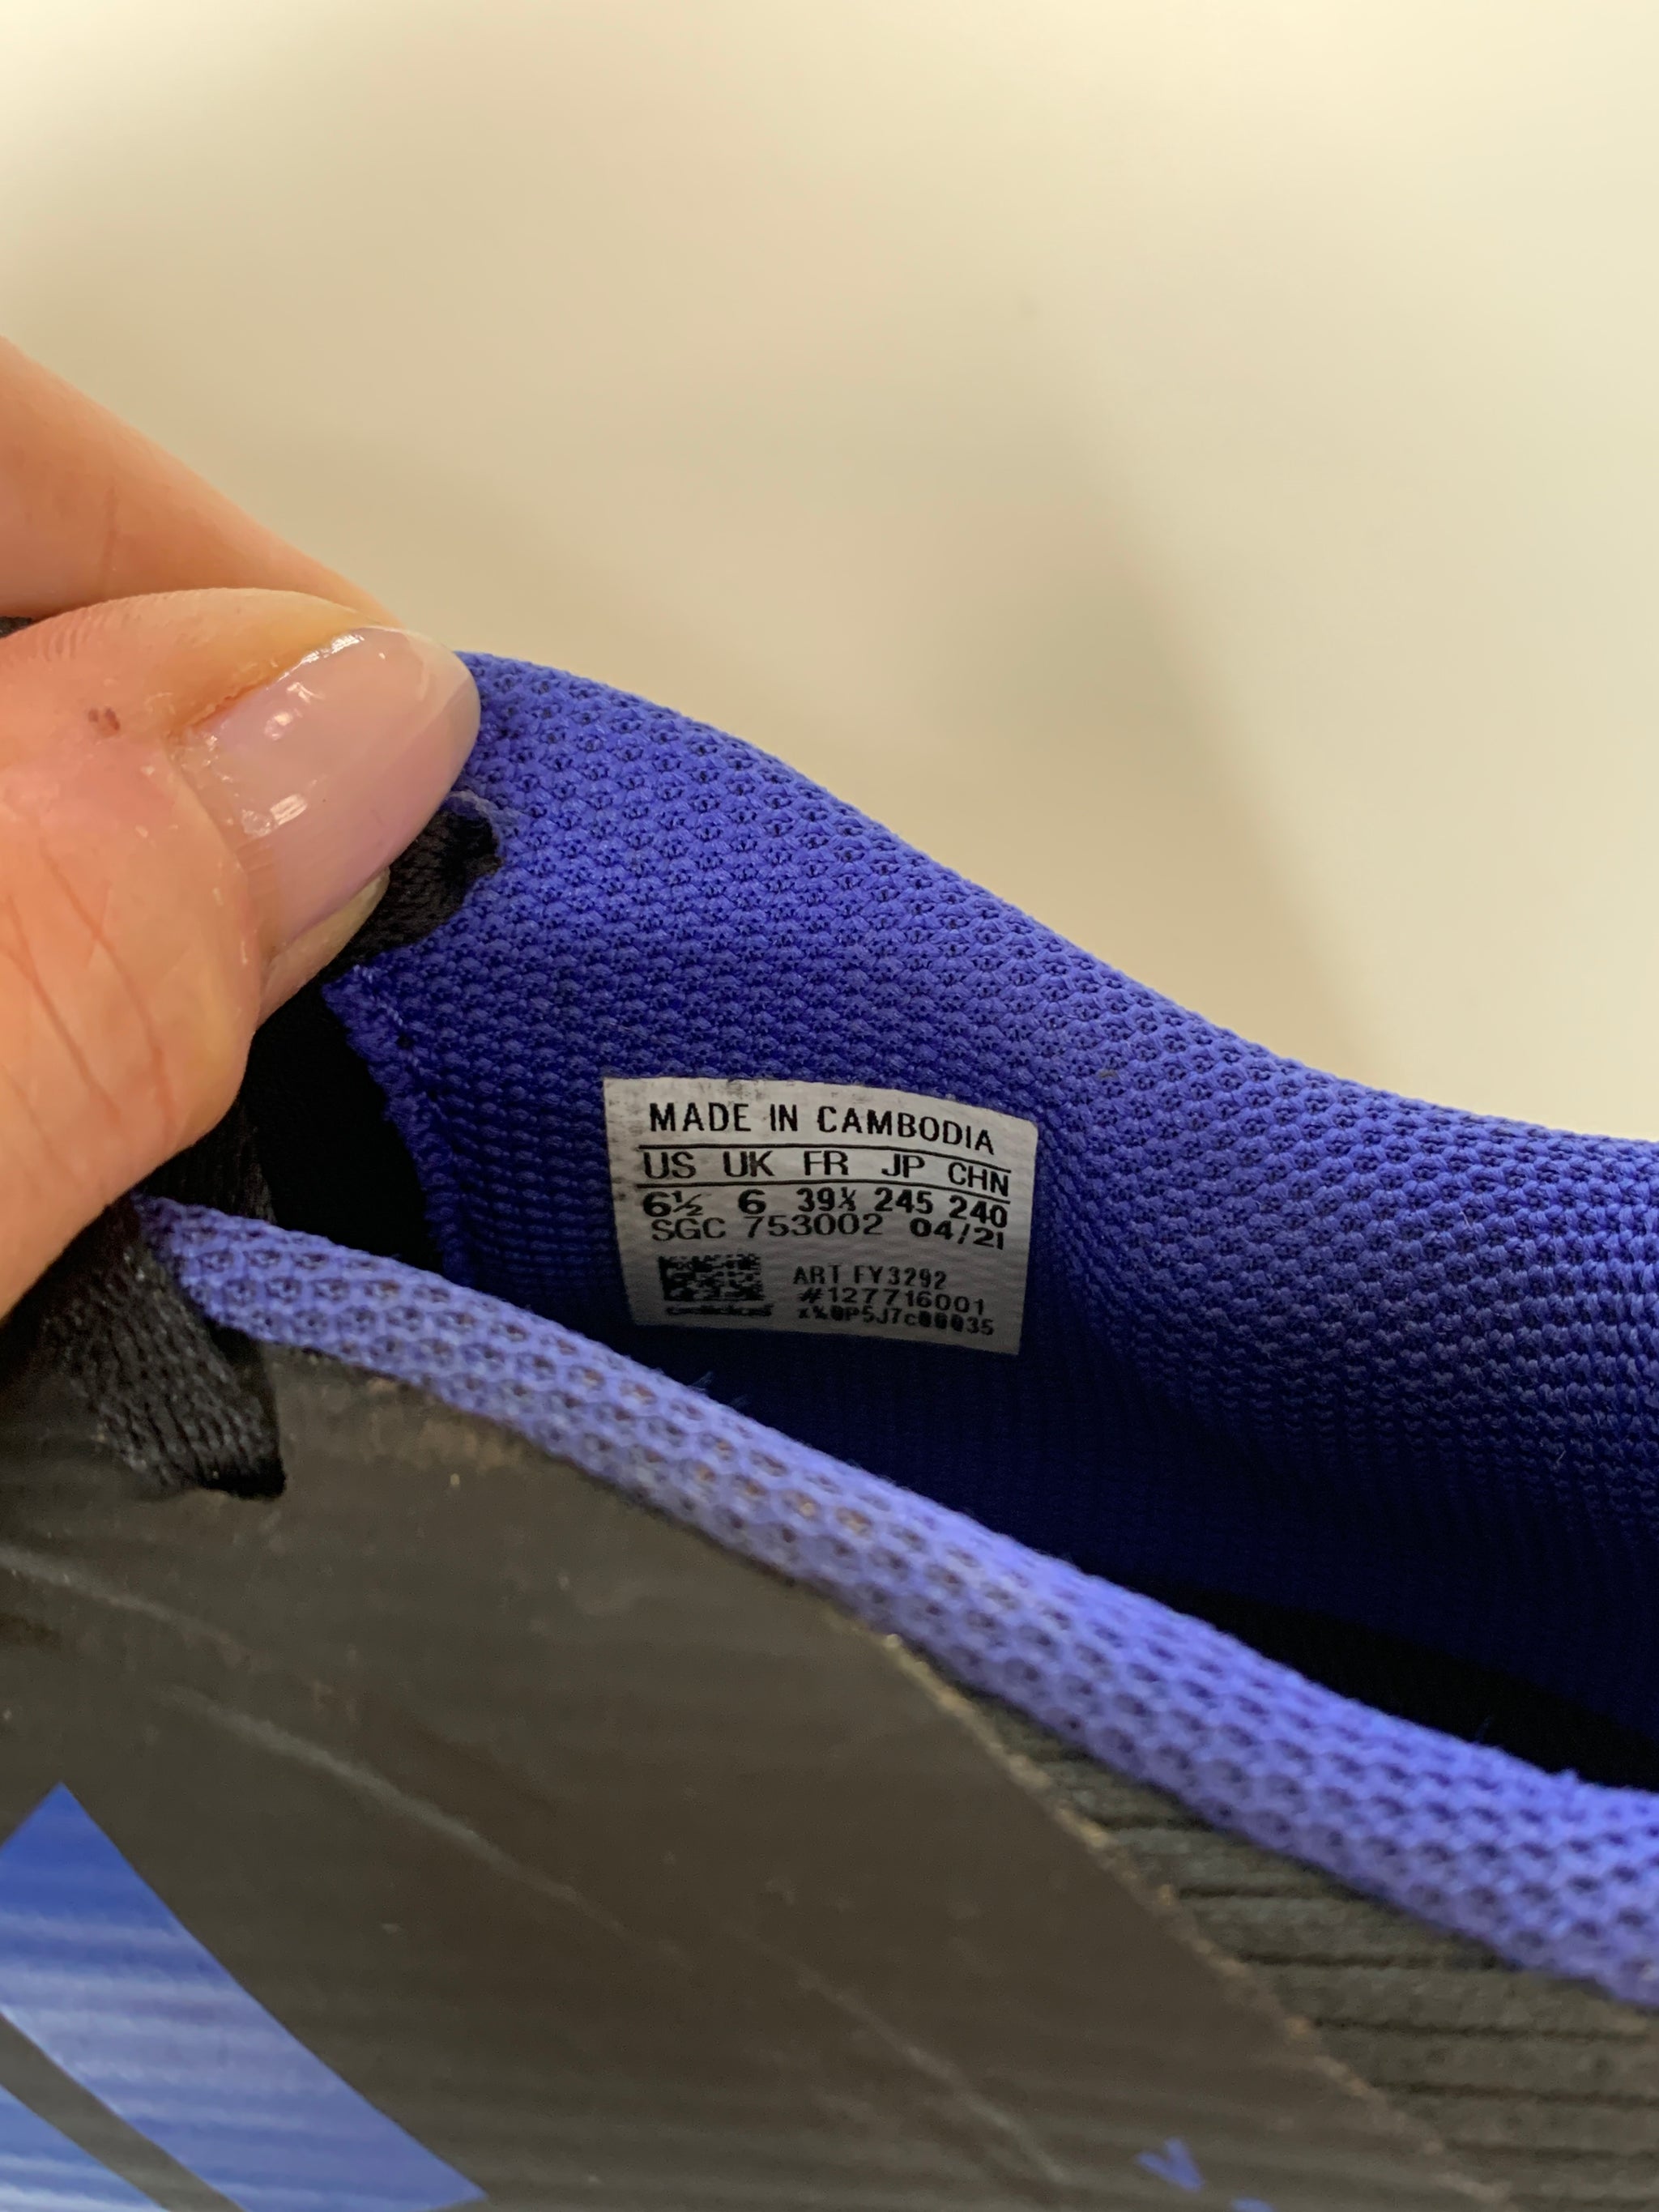 MADE IN CAMBODIA
US UK FR JP CHN
6½ 6 39⅓ 245 240
SGC 753002 04/21
ART FY3292
adidas #127716001